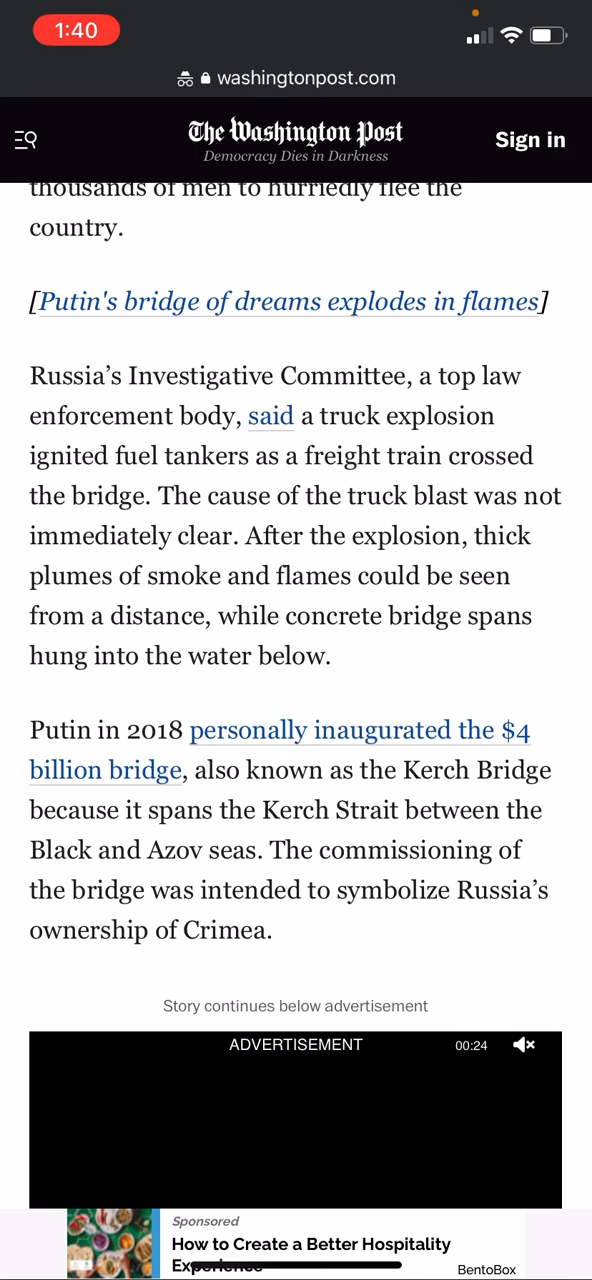 1:40
washingtonpost.com
The Washington Post
Democracy Dies in Darkness
Sign in
thousands of men to hurriedly flee the
country.
[Putin's bridge of dreams explodes in flames]
Russia’s Investigative Committee, a top law
enforcement body, said a truck explosion
ignited fuel tankers as a freight train crossed
the bridge. The cause of the truck blast was not
immediately clear. After the explosion, thick
plumes of smoke and flames could be seen
from a distance, while concrete bridge spans
hung into the water below.
Putin in 2018 personally inaugurated the $4
billion bridge, also known as the Kerch Bridge
because it spans the Kerch Strait between the
Black and Azov seas. The commissioning of
the bridge was intended to symbolize Russia’s
ownership of Crimea.
Story continues below advertisement
ADVERTISEMENT 00:24
Sponsored
How to Create a Better Hospitality
Experience
BentoBox